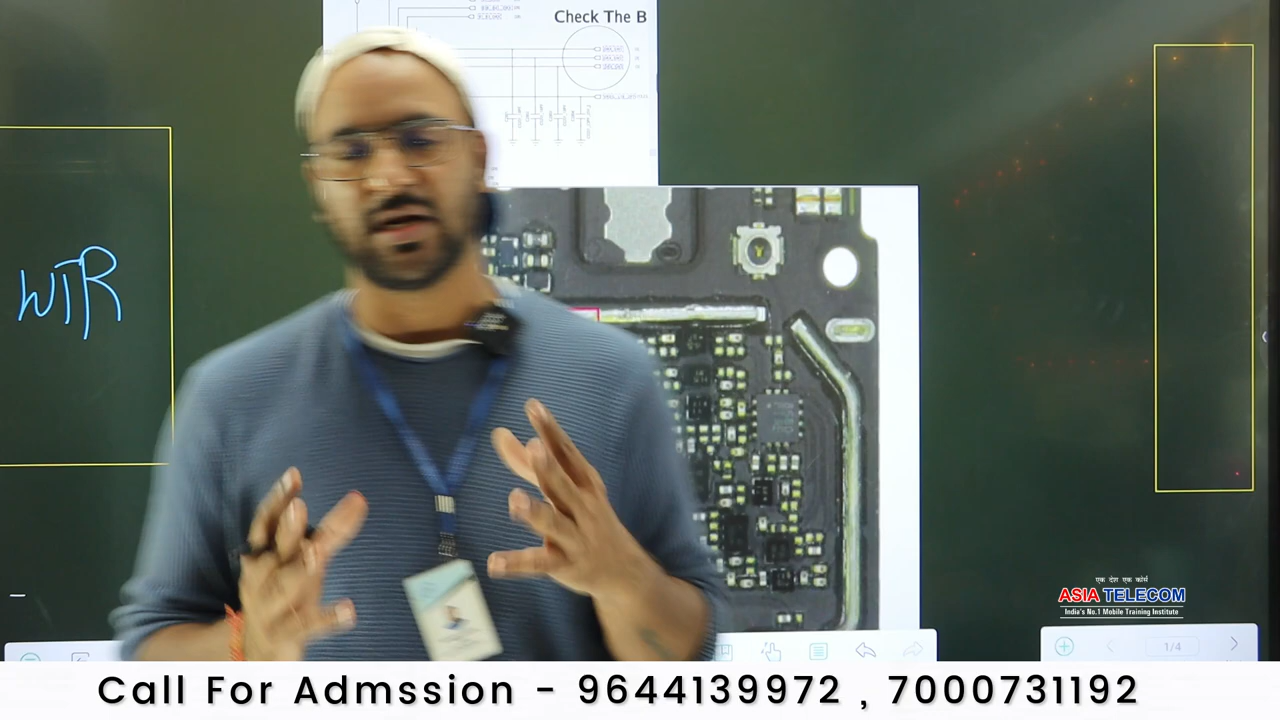 Check The B
WTR
एक देश एक कोर्स
ASIA TELECOM
India's No.1 Mobile Training Institute
1/4
Call For Admssion - 9644139972 , 7000731192